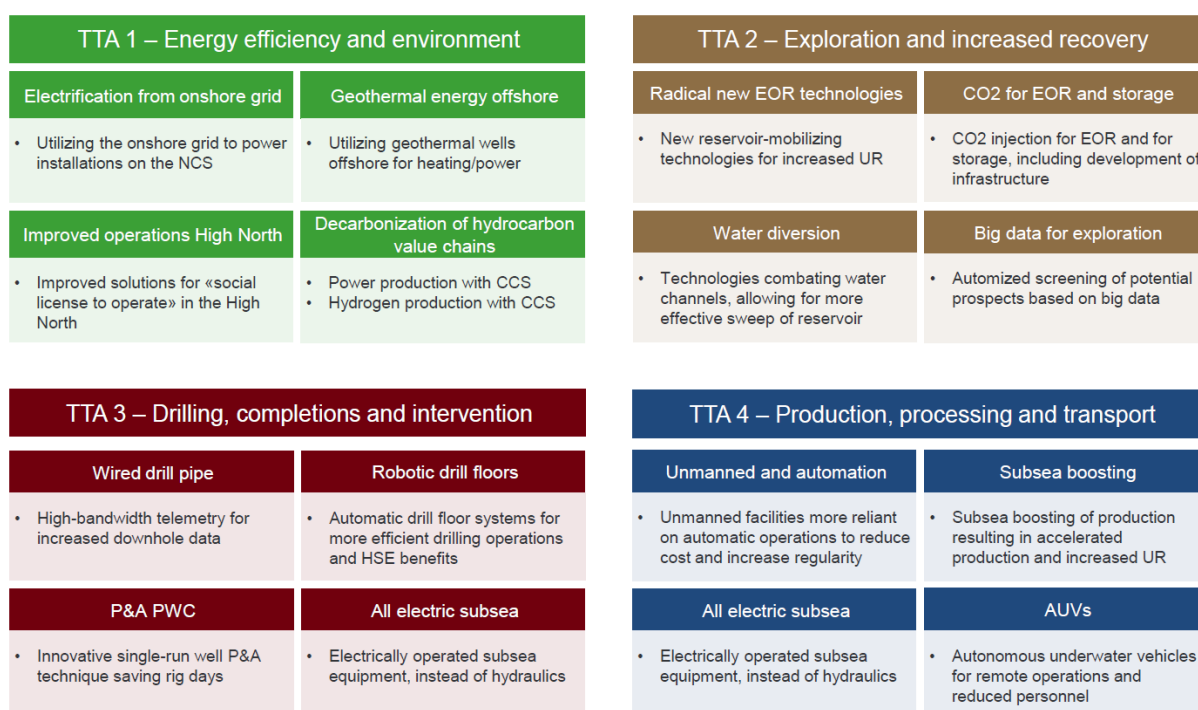 TTA 1 – Energy efficiency and environment
Electrification from onshore grid
• Utilizing the onshore grid to power
installations on the NCS
Geothermal energy offshore
• Utilizing geothermal wells
offshore for heating/power
Improved operations High North
• Improved solutions for «social
license to operate» in the High
North
Decarbonization of hydrocarbon
value chains
• Power production with CCS
• Hydrogen production with CCS
TTA 2 – Exploration and increased recovery
Radical new EOR technologies
• New reservoir-mobilizing
technologies for increased UR
CO2 for EOR and storage
• CO2 injection for EOR and for
storage, including development of
infrastructure
Water diversion
• Technologies combating water
channels, allowing for more
effective sweep of reservoir
Big data for exploration
• Automized screening of potential
prospects based on big data
TTA 3 – Drilling, completions and intervention
Wired drill pipe
• High-bandwidth telemetry for
increased downhole data
Robotic drill floors
• Automatic drill floor systems for
more efficient drilling operations
and HSE benefits
P&A PWC
• Innovative single-run well P&A
technique saving rig days
All electric subsea
• Electrically operated subsea
equipment, instead of hydraulics
TTA 4 – Production, processing and transport
Unmanned and automation
• Unmanned facilities more reliant
on automatic operations to reduce
cost and increase regularity
Subsea boosting
• Subsea boosting of production
resulting in accelerated
production and increased UR
All electric subsea
• Electrically operated subsea
equipment, instead of hydraulics
AUVs
• Autonomous underwater vehicles
for remote operations and
reduced personnel